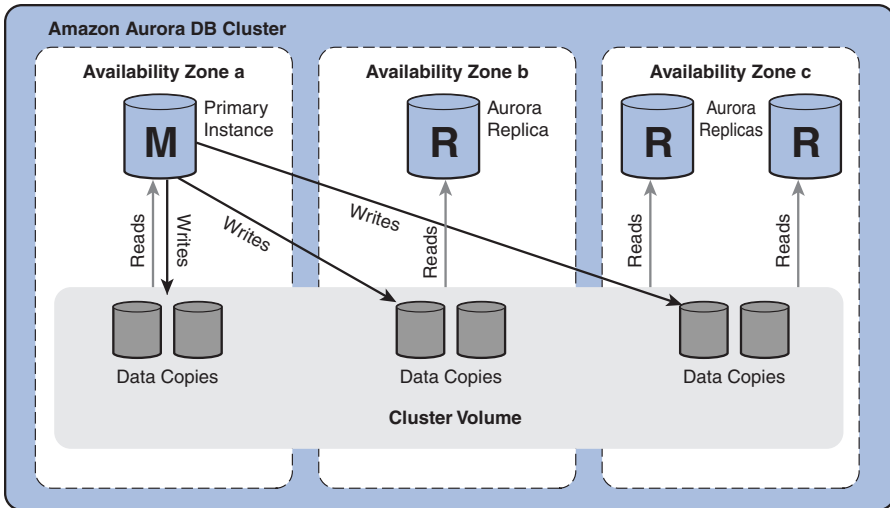 Amazon Aurora DB Cluster
Availability Zone a
Availability Zone b
Availability Zone c
M
Primary
Instance
R
Aurora
Replica
R
Aurora
Replicas
R
Reads
Writes
Writes
Writes
Reads
Reads
Reads
Data Copies
Data Copies
Data Copies
Cluster Volume